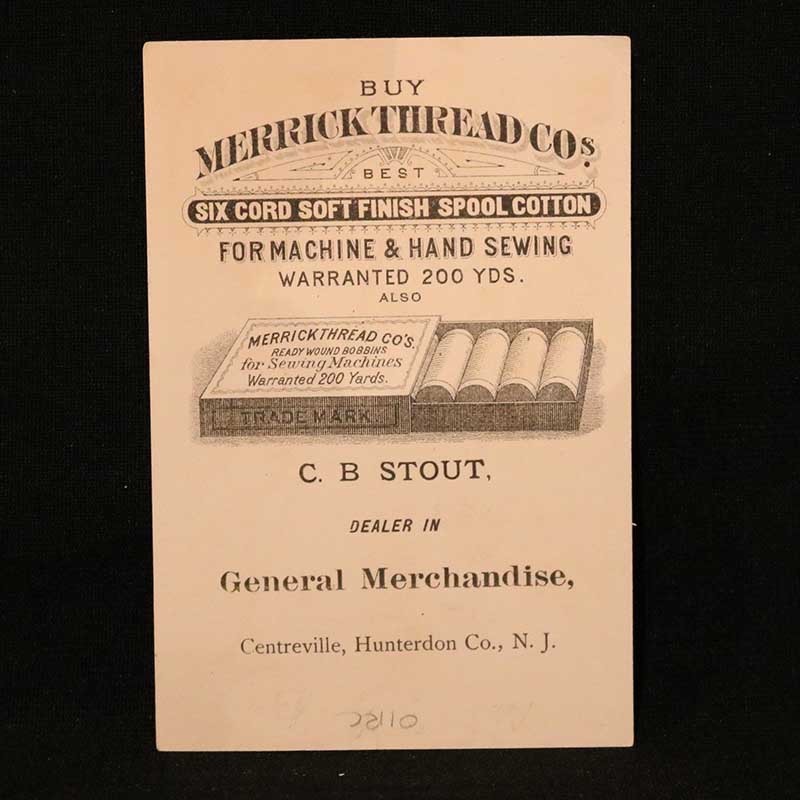 BUY
MERRICK THREAD COS.
BEST
SIX CORD SOFT FINISH SPOOL COTTON
FOR MACHINE & HAND SEWING
WARRANTED 200 YDS.
ALSO
MERRICK THREAD CO'S.
READY WOUND BOBBINS
for Sewing Machines
Warranted 200 Yards.
TRADE MARK
C. B STOUT,
DEALER IN
General Merchandise,
Centreville, Hunterdon Co., N. J.